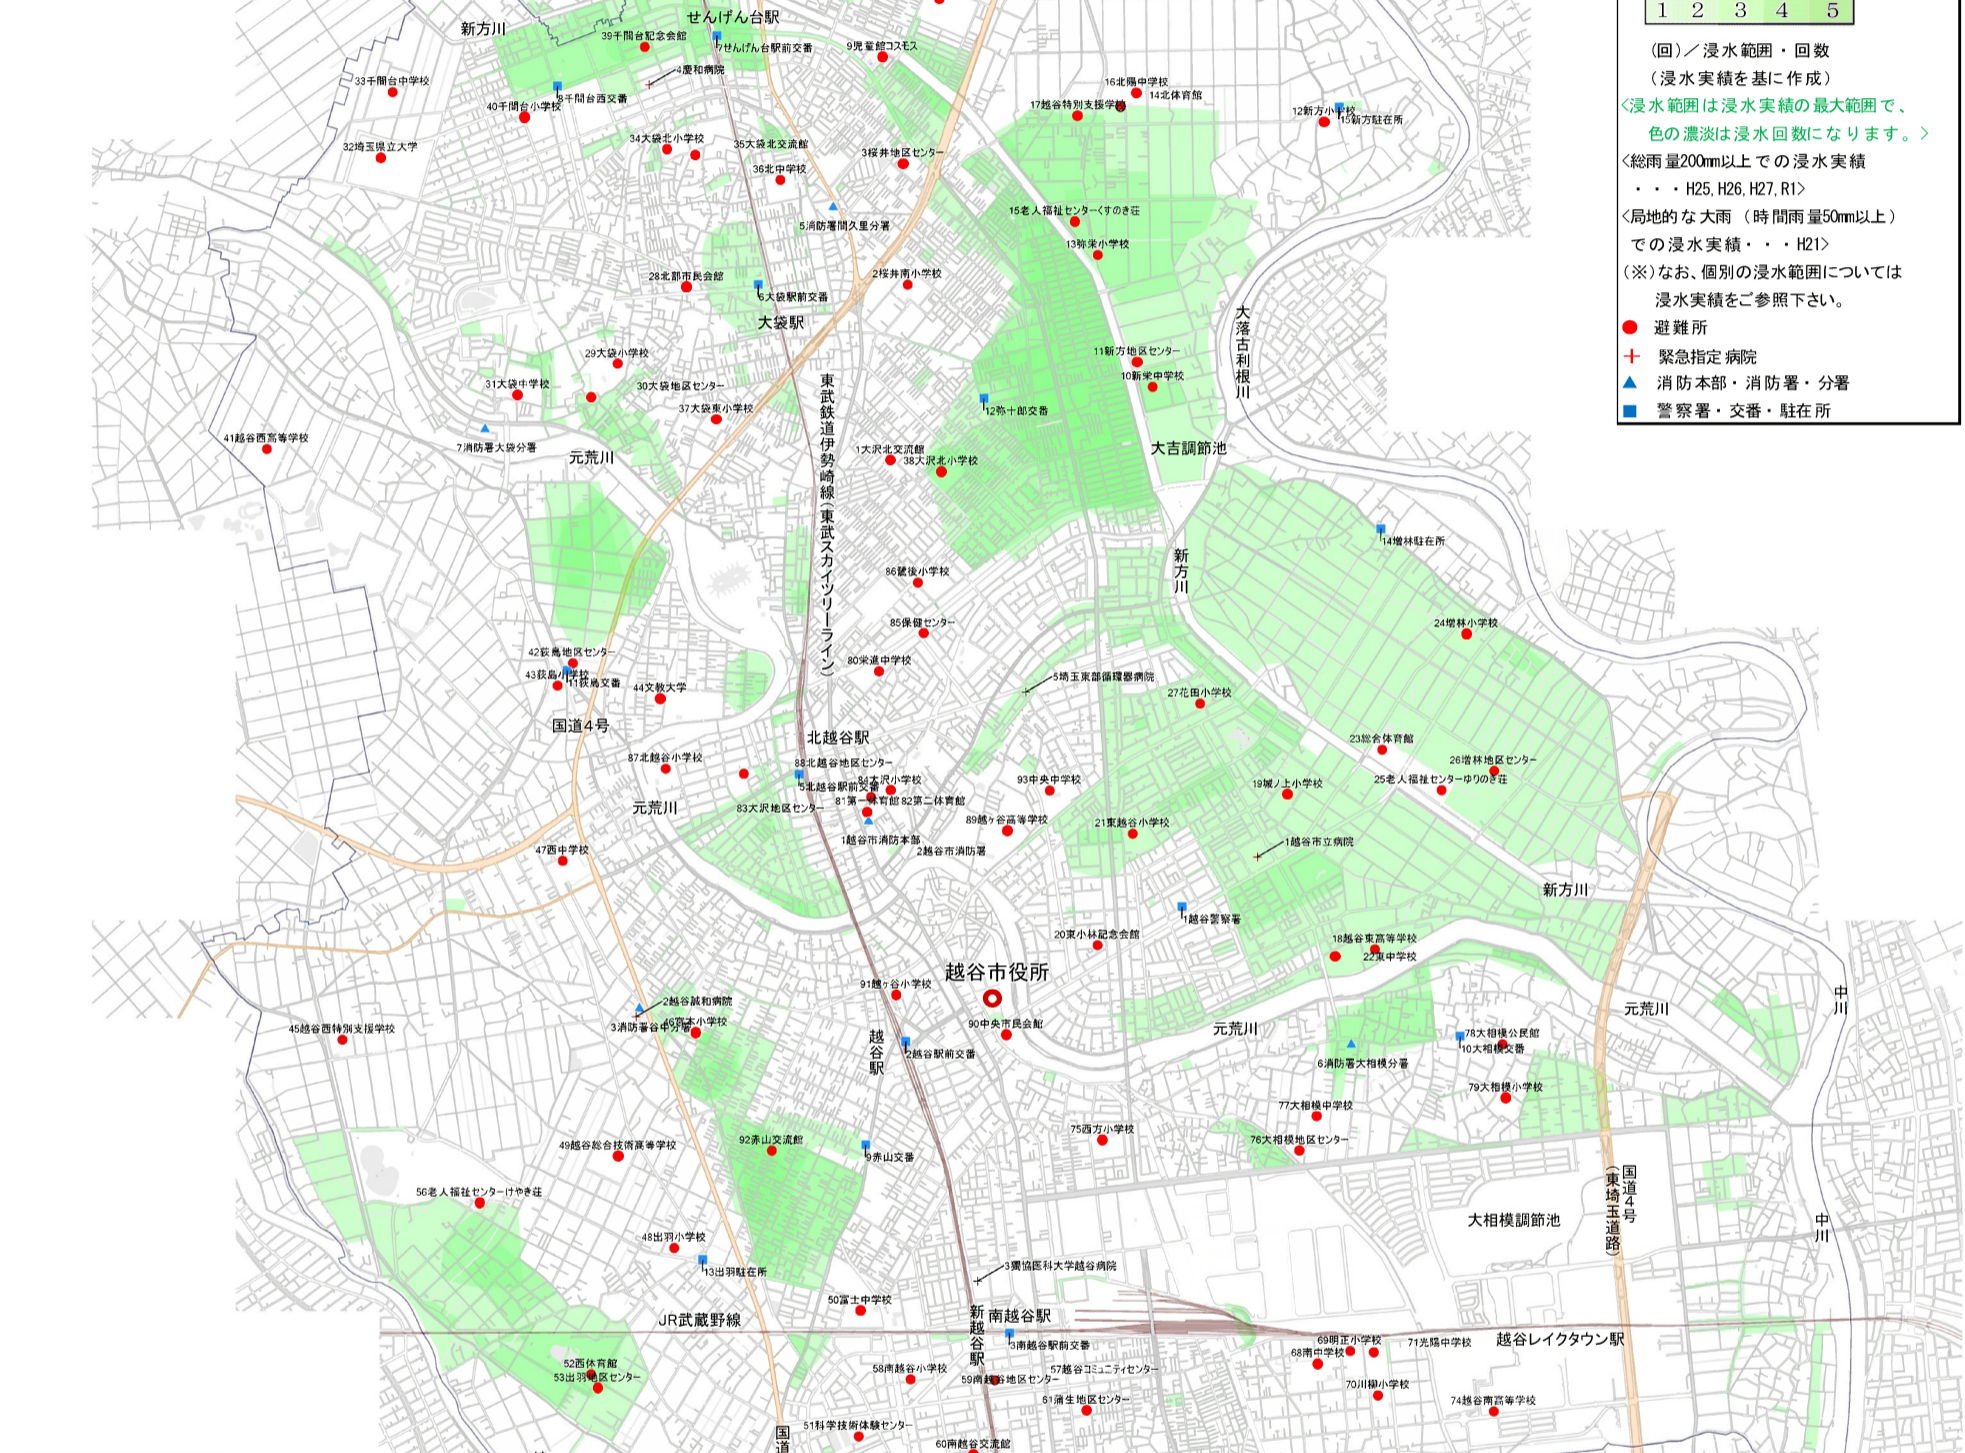 1 2 3 4 5
(回)／浸水範囲・回数
(浸水実績を基に作成)
<浸水範囲は浸水実績の最大範囲で、
色の濃淡は浸水回数になります。>
<総雨量200mm以上での浸水実績
・・・H25,H26,H27,R1>
<局地的な大雨（時間雨量50mm以上）
での浸水実績・・・H21>
(※)なお、個別の浸水範囲については
浸水実績をご参照下さい。
避難所
緊急指定病院
消防本部・消防署・分署
警察署・交番・駐在所
せんげん台駅
新方川
39千間台記念会館
7せんげん台駅前交番
9児童館コスモス
4慶和病院
33千間台中学校
8千間台西交番
40千間台小学校
16北陽中学校
14北体育館
17越谷特別支援学校
12新方小学校
15新方駐在所
32埼玉県立大学
34大袋北小学校
35大袋北交流館
3桜井地区センター
36北中学校
15老人福祉センターくすのき荘
5消防署間久里分署
13弥栄小学校
28北部市民会館
2桜井南小学校
6大袋駅前交番
大袋駅
大落古利根川
29大袋小学校
11新方地区センター
10新栄中学校
31大袋中学校
30大袋地区センター
37大袋東小学校
12弥十郎交番
東武鉄道伊勢崎線(東武スカイツリーライン)
41越谷西高等学校
7消防署大袋分署
元荒川
1大沢北交流館
38大沢北小学校
大吉調節池
14増林駐在所
新方川
86鷺後小学校
85保健センター
24増林小学校
42荻島地区センター
43荻島小学校
11荻島交番
44文教大学
80栄進中学校
5埼玉東部循環器病院
27花田小学校
国道4号
北越谷駅
23総合体育館
87北越谷小学校
88北越谷地区センター
26増林地区センター
5北越谷駅前交番
84大沢小学校
93中央中学校
19城ノ上小学校
25老人福祉センターゆりのき荘
元荒川
83大沢地区センター
81第一体育館
82第二体育館
89越ヶ谷高等学校
21東越谷小学校
1越谷市消防本部
2越谷市消防署
1越谷市立病院
47西中学校
新方川
1越谷警察署
20東小林記念会館
18越谷東高等学校
22東中学校
越谷市役所
91越ヶ谷小学校
2越谷誠和病院
3消防署谷中分署
46宮本小学校
45越谷西特別支援学校
90中央市民会館
元荒川
元荒川
中川
越谷駅
2越谷駅前交番
78大相模公民館
10大相模交番
6消防署大相模分署
79大相模小学校
77大相模中学校
75西方小学校
76大相模地区センター
49越谷総合技術高等学校
92赤山交流館
9赤山交番
56老人福祉センターけやき荘
国道4号
(東埼玉道路)
大相模調節池
中川
48出羽小学校
13出羽駐在所
3獨協医科大学越谷病院
50富士中学校
JR武蔵野線
新越谷駅
南越谷駅
3南越谷駅前交番
69明正小学校
71光陽中学校
越谷レイクタウン駅
68南中学校
52西体育館
53出羽地区センター
58南越谷小学校
57越谷コミュニティセンター
59南越谷地区センター
70川柳小学校
61蒲生地区センター
74越谷南高等学校
51科学技術体験センター
国道
60南越谷交流館